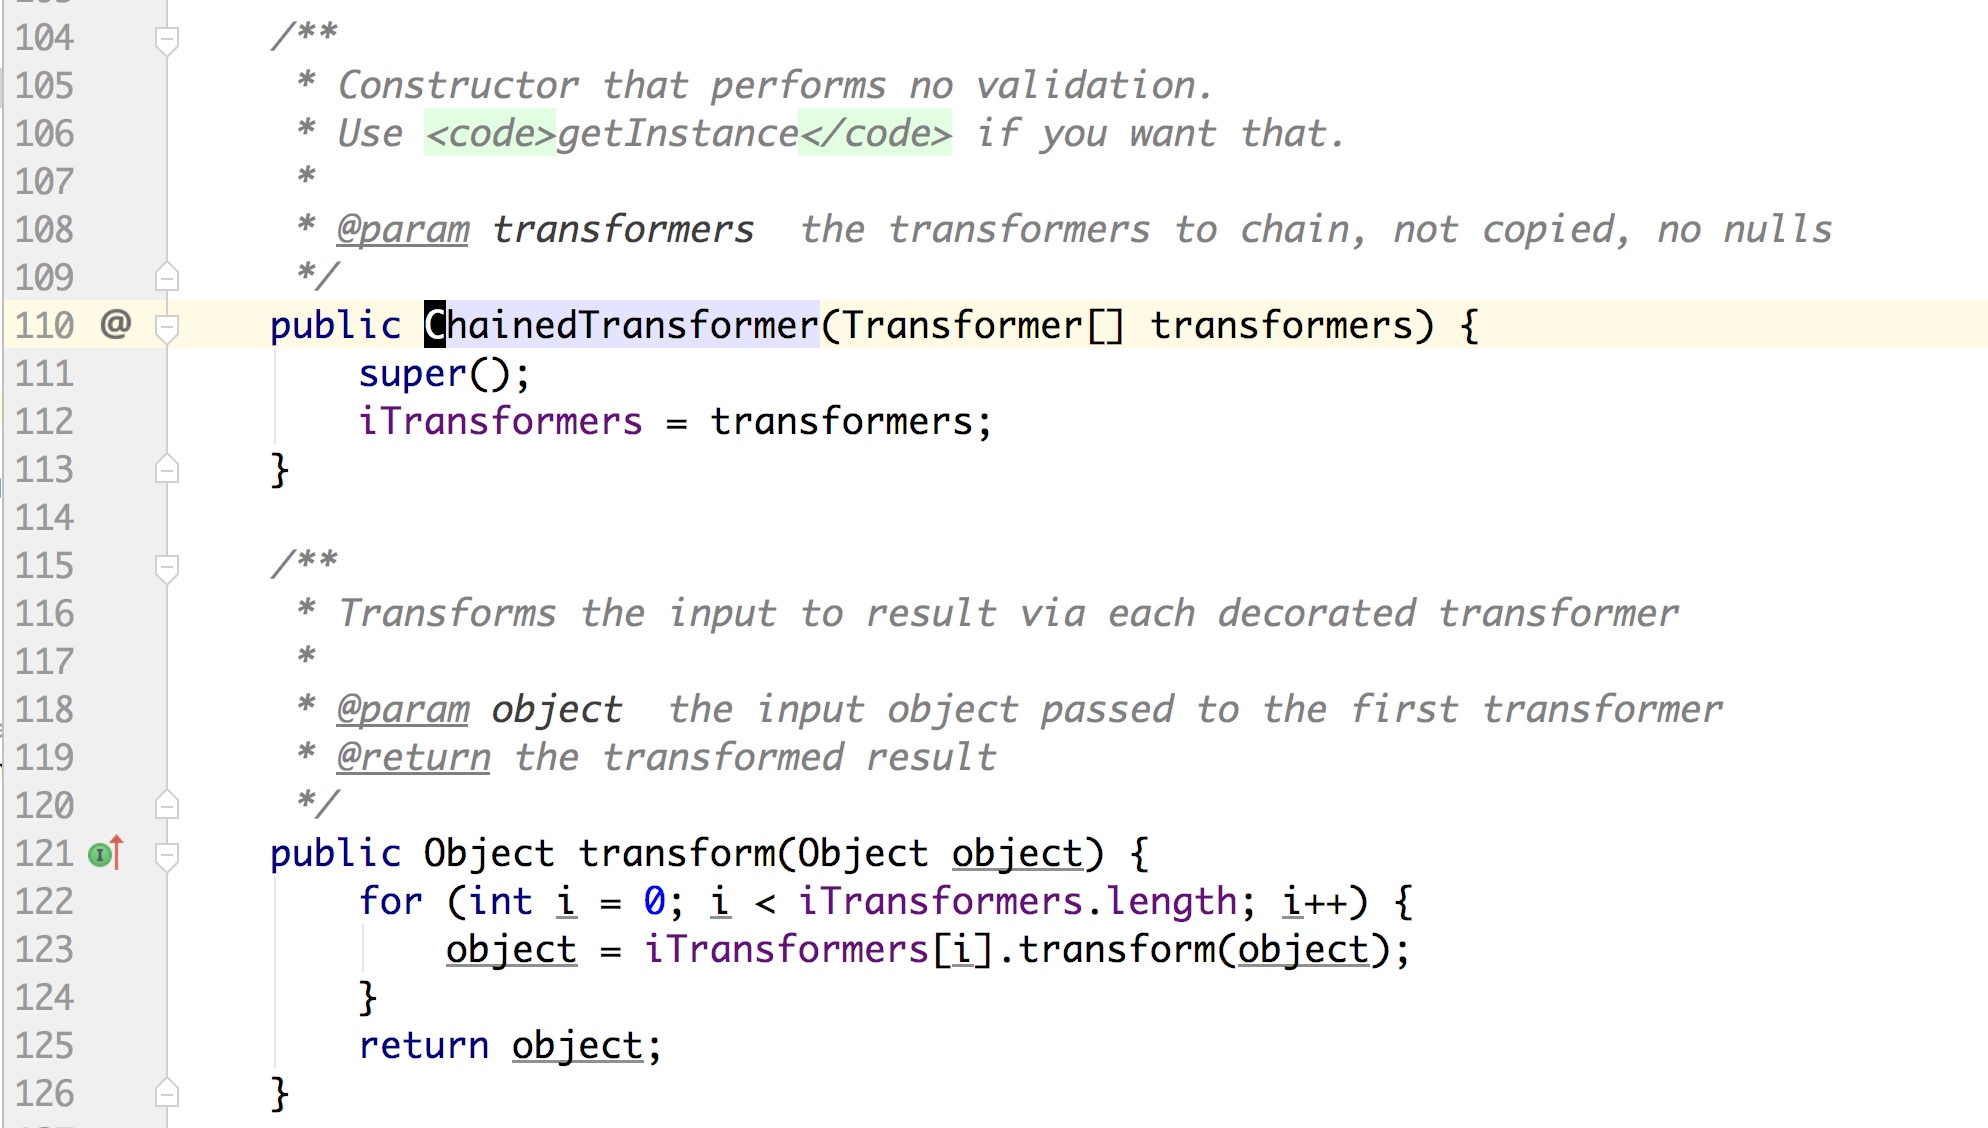 104 /**
105  * Constructor that performs no validation.
106  * Use <code>getInstance</code> if you want that.
107  *
108  * @param transformers  the transformers to chain, not copied, no nulls
109  */
110 @ public ChainedTransformer(Transformer[] transformers) {
111     super();
112     iTransformers = transformers;
113 }
114
115 /**
116  * Transforms the input to result via each decorated transformer
117  *
118  * @param object  the input object passed to the first transformer
119  * @return the transformed result
120  */
121 public Object transform(Object object) {
122     for (int i = 0; i < iTransformers.length; i++) {
123         object = iTransformers[i].transform(object);
124     }
125     return object;
126 }